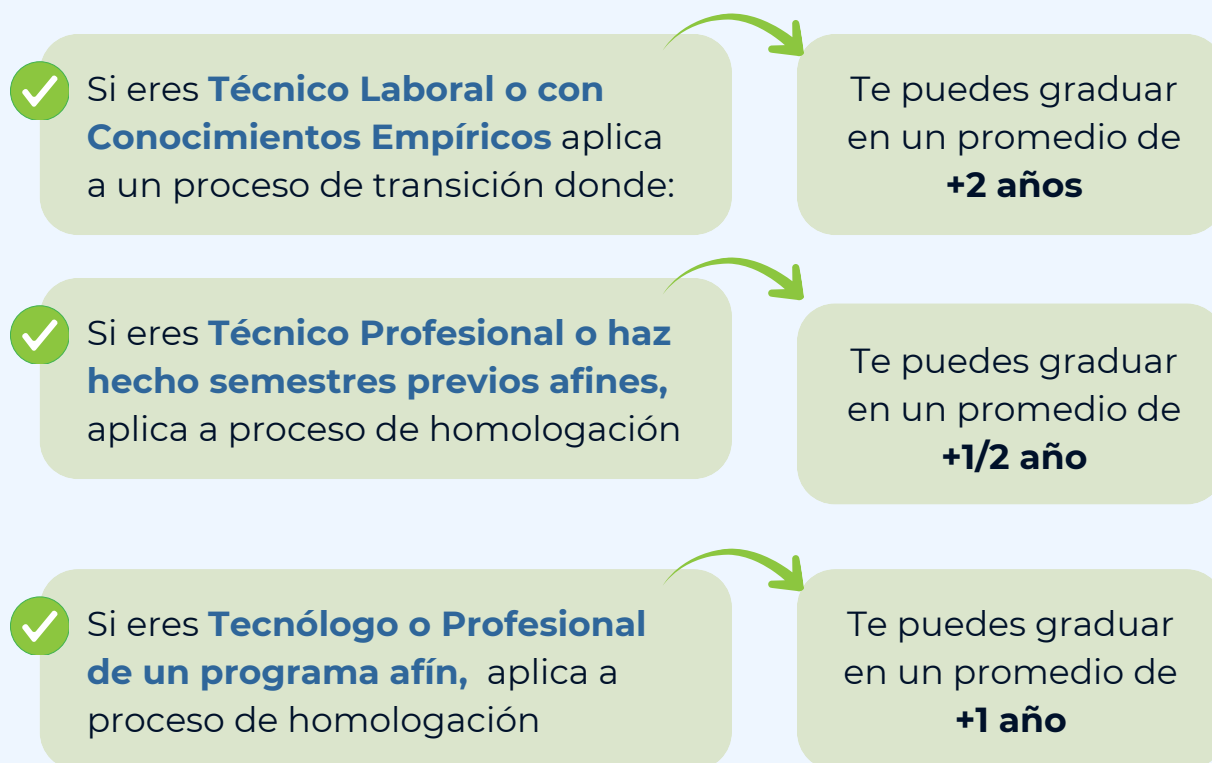 Si eres Técnico Laboral o con
Conocimientos Empíricos aplica
a un proceso de transición donde:
Te puedes graduar
en un promedio de
+2 años
Si eres Técnico Profesional o haz
hecho semestres previos afines,
aplica a proceso de homologación
Te puedes graduar
en un promedio de
+1/2 año
Si eres Tecnólogo o Profesional
de un programa afín, aplica a
proceso de homologación
Te puedes graduar
en un promedio de
+1 año